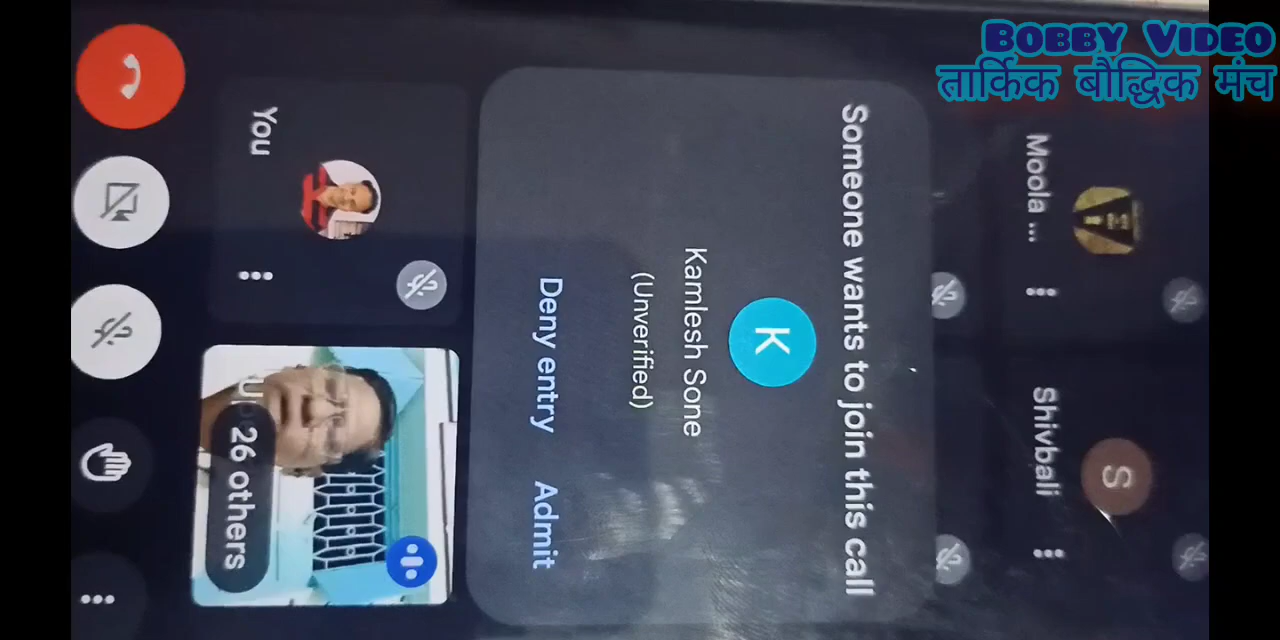 Bobby Video
तार्किक बौद्धिक मंच
Moola ...
Shivbali
S
Someone wants to join this call
K
Kamlesh Sone
(Unverified)
Deny entry
Admit
You
26 others